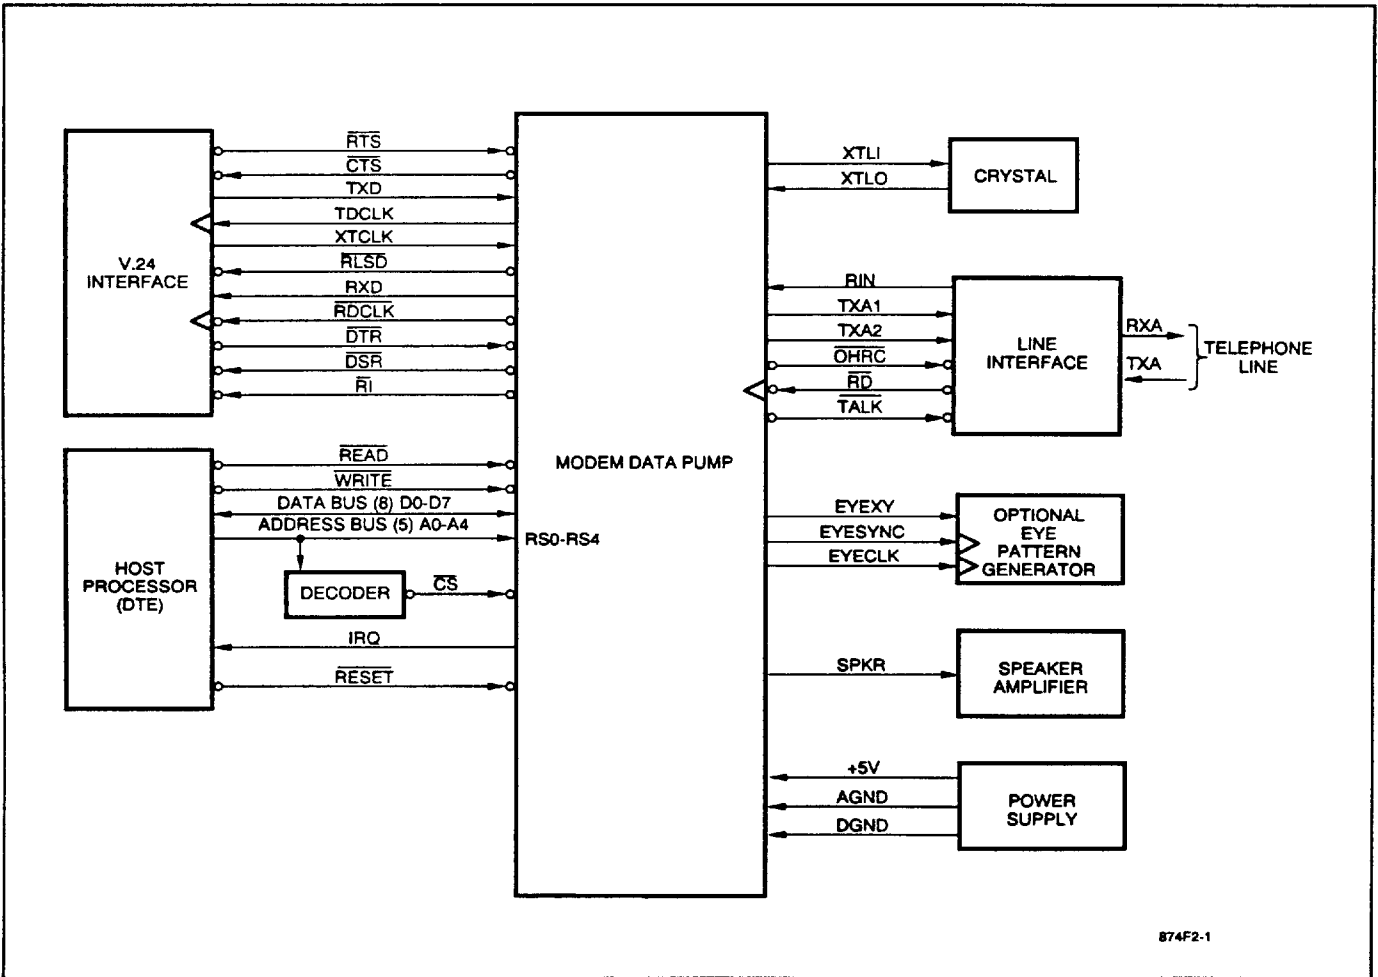 RTS
CTS
TXD
TDCLK
XTCLK
RLSD
RXD
RDCLK
DTR
DSR
RI
V.24
INTERFACE
READ
WRITE
DATA BUS (8) D0-D7
ADDRESS BUS (5) A0-A4
RS0-RS4
HOST
PROCESSOR
(DTE)
DECODER
CS
IRQ
RESET
MODEM DATA PUMP
XTLI
XTLO
CRYSTAL
RIN
TXA1
TXA2
OHRC
RD
TALK
LINE
INTERFACE
RXA
TXA
TELEPHONE
LINE
EYEXY
EYESYNC
EYECLK
OPTIONAL
EYE
PATTERN
GENERATOR
SPKR
SPEAKER
AMPLIFIER
+5V
AGND
DGND
POWER
SUPPLY
874F2-1